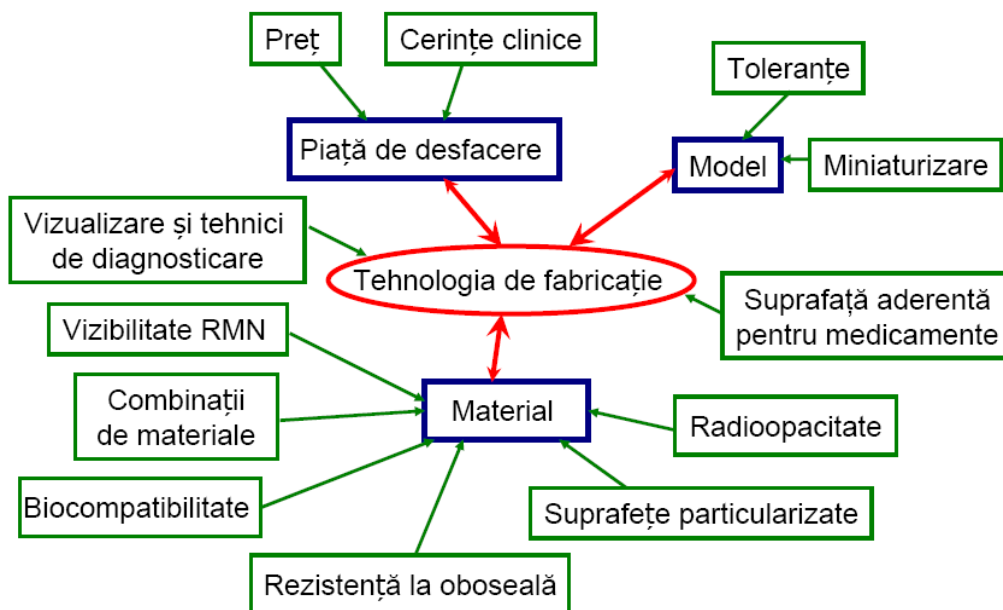 Preț
Cerințe clinice
Toleranțe
Piață de desfacere
Model
Miniaturizare
Vizualizare și tehnici
de diagnosticare
Tehnologia de fabricație
Suprafață aderentă
pentru medicamente
Vizibilitate RMN
Combinații
de materiale
Material
Radioopacitate
Biocompatibilitate
Suprafețe particularizate
Rezistență la oboseală